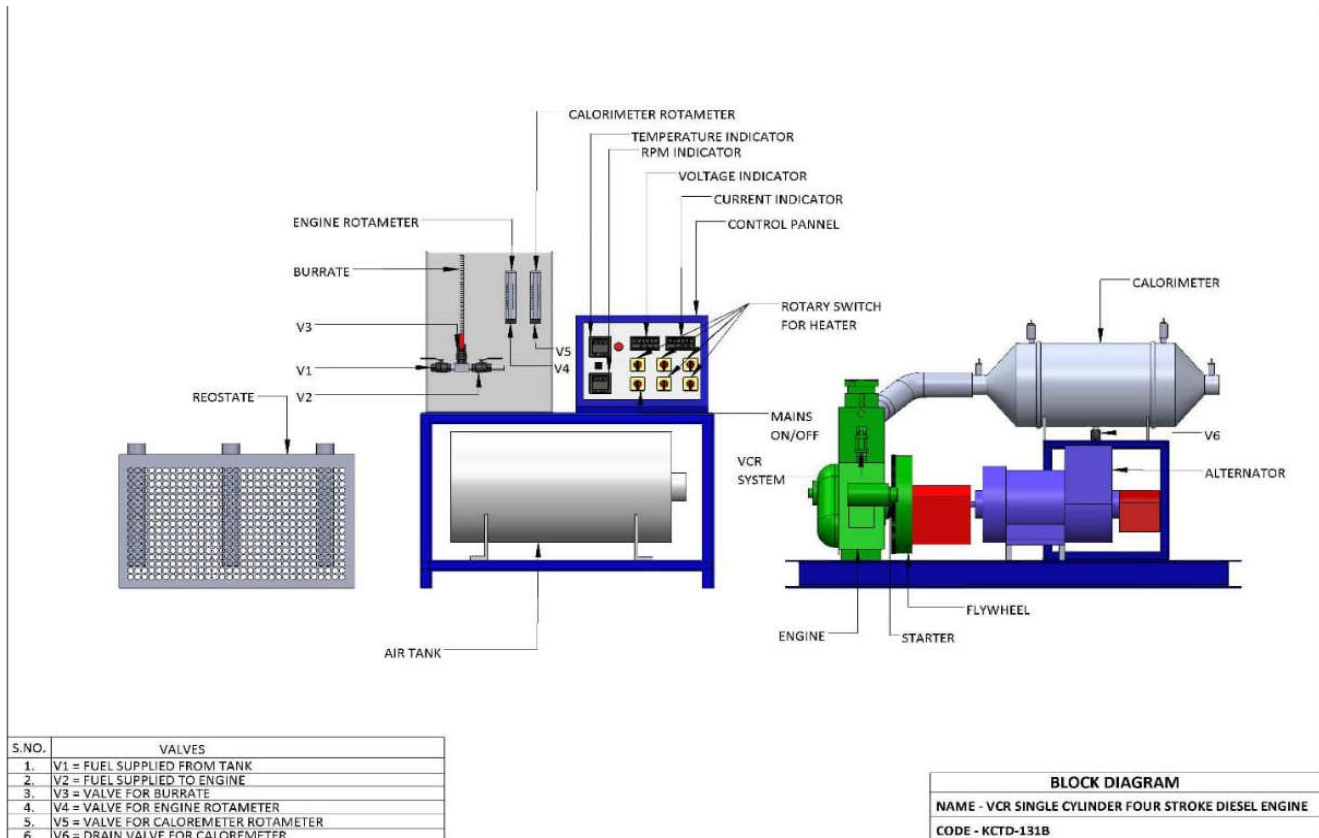 CALORIMETER ROTAMETER
TEMPERATURE INDICATOR
RPM INDICATOR
VOLTAGE INDICATOR
CURRENT INDICATOR
CONTROL PANNEL
ENGINE ROTAMETER
BURRATE
V3
V1
V2
V5
V4
REOSTATE
ROTARY SWITCH
FOR HEATER
MAINS
ON/OFF
AIR TANK
CALORIMETER
V6
ALTERNATOR
VCR
SYSTEM
FLYWHEEL
ENGINE
STARTER
S.NO. VALVES
1. V1 = FUEL SUPPLIED FROM TANK
2. V2 = FUEL SUPPLIED TO ENGINE
3. V3 = VALVE FOR BURRATE
4. V4 = VALVE FOR ENGINE ROTAMETER
5. V5 = VALVE FOR CALOREMETER ROTAMETER
6. V6 = DRAIN VALVE FOR CALOREMETER
BLOCK DIAGRAM
NAME - VCR SINGLE CYLINDER FOUR STROKE DIESEL ENGINE
CODE - KCTD-131B